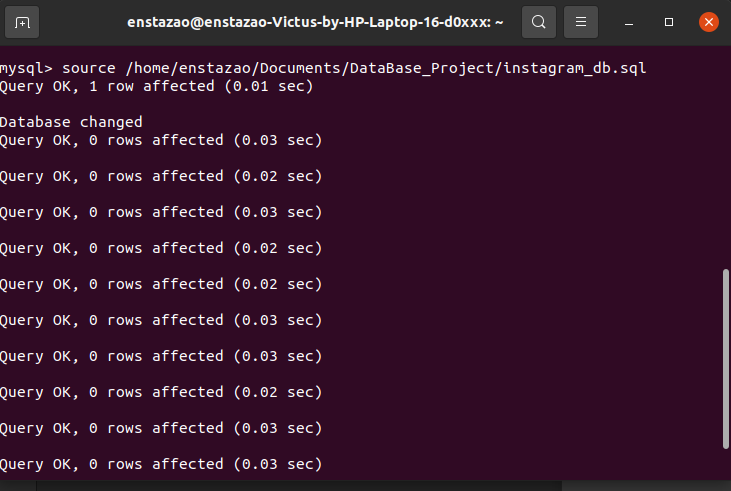 enstazao@enstazao-Victus-by-HP-Laptop-16-d0xxx: ~
mysql> source /home/enstazao/Documents/DataBase_Project/instagram_db.sql
Query OK, 1 row affected (0.01 sec)
Database changed
Query OK, 0 rows affected (0.03 sec)
Query OK, 0 rows affected (0.02 sec)
Query OK, 0 rows affected (0.03 sec)
Query OK, 0 rows affected (0.02 sec)
Query OK, 0 rows affected (0.02 sec)
Query OK, 0 rows affected (0.03 sec)
Query OK, 0 rows affected (0.03 sec)
Query OK, 0 rows affected (0.02 sec)
Query OK, 0 rows affected (0.03 sec)
Query OK, 0 rows affected (0.03 sec)